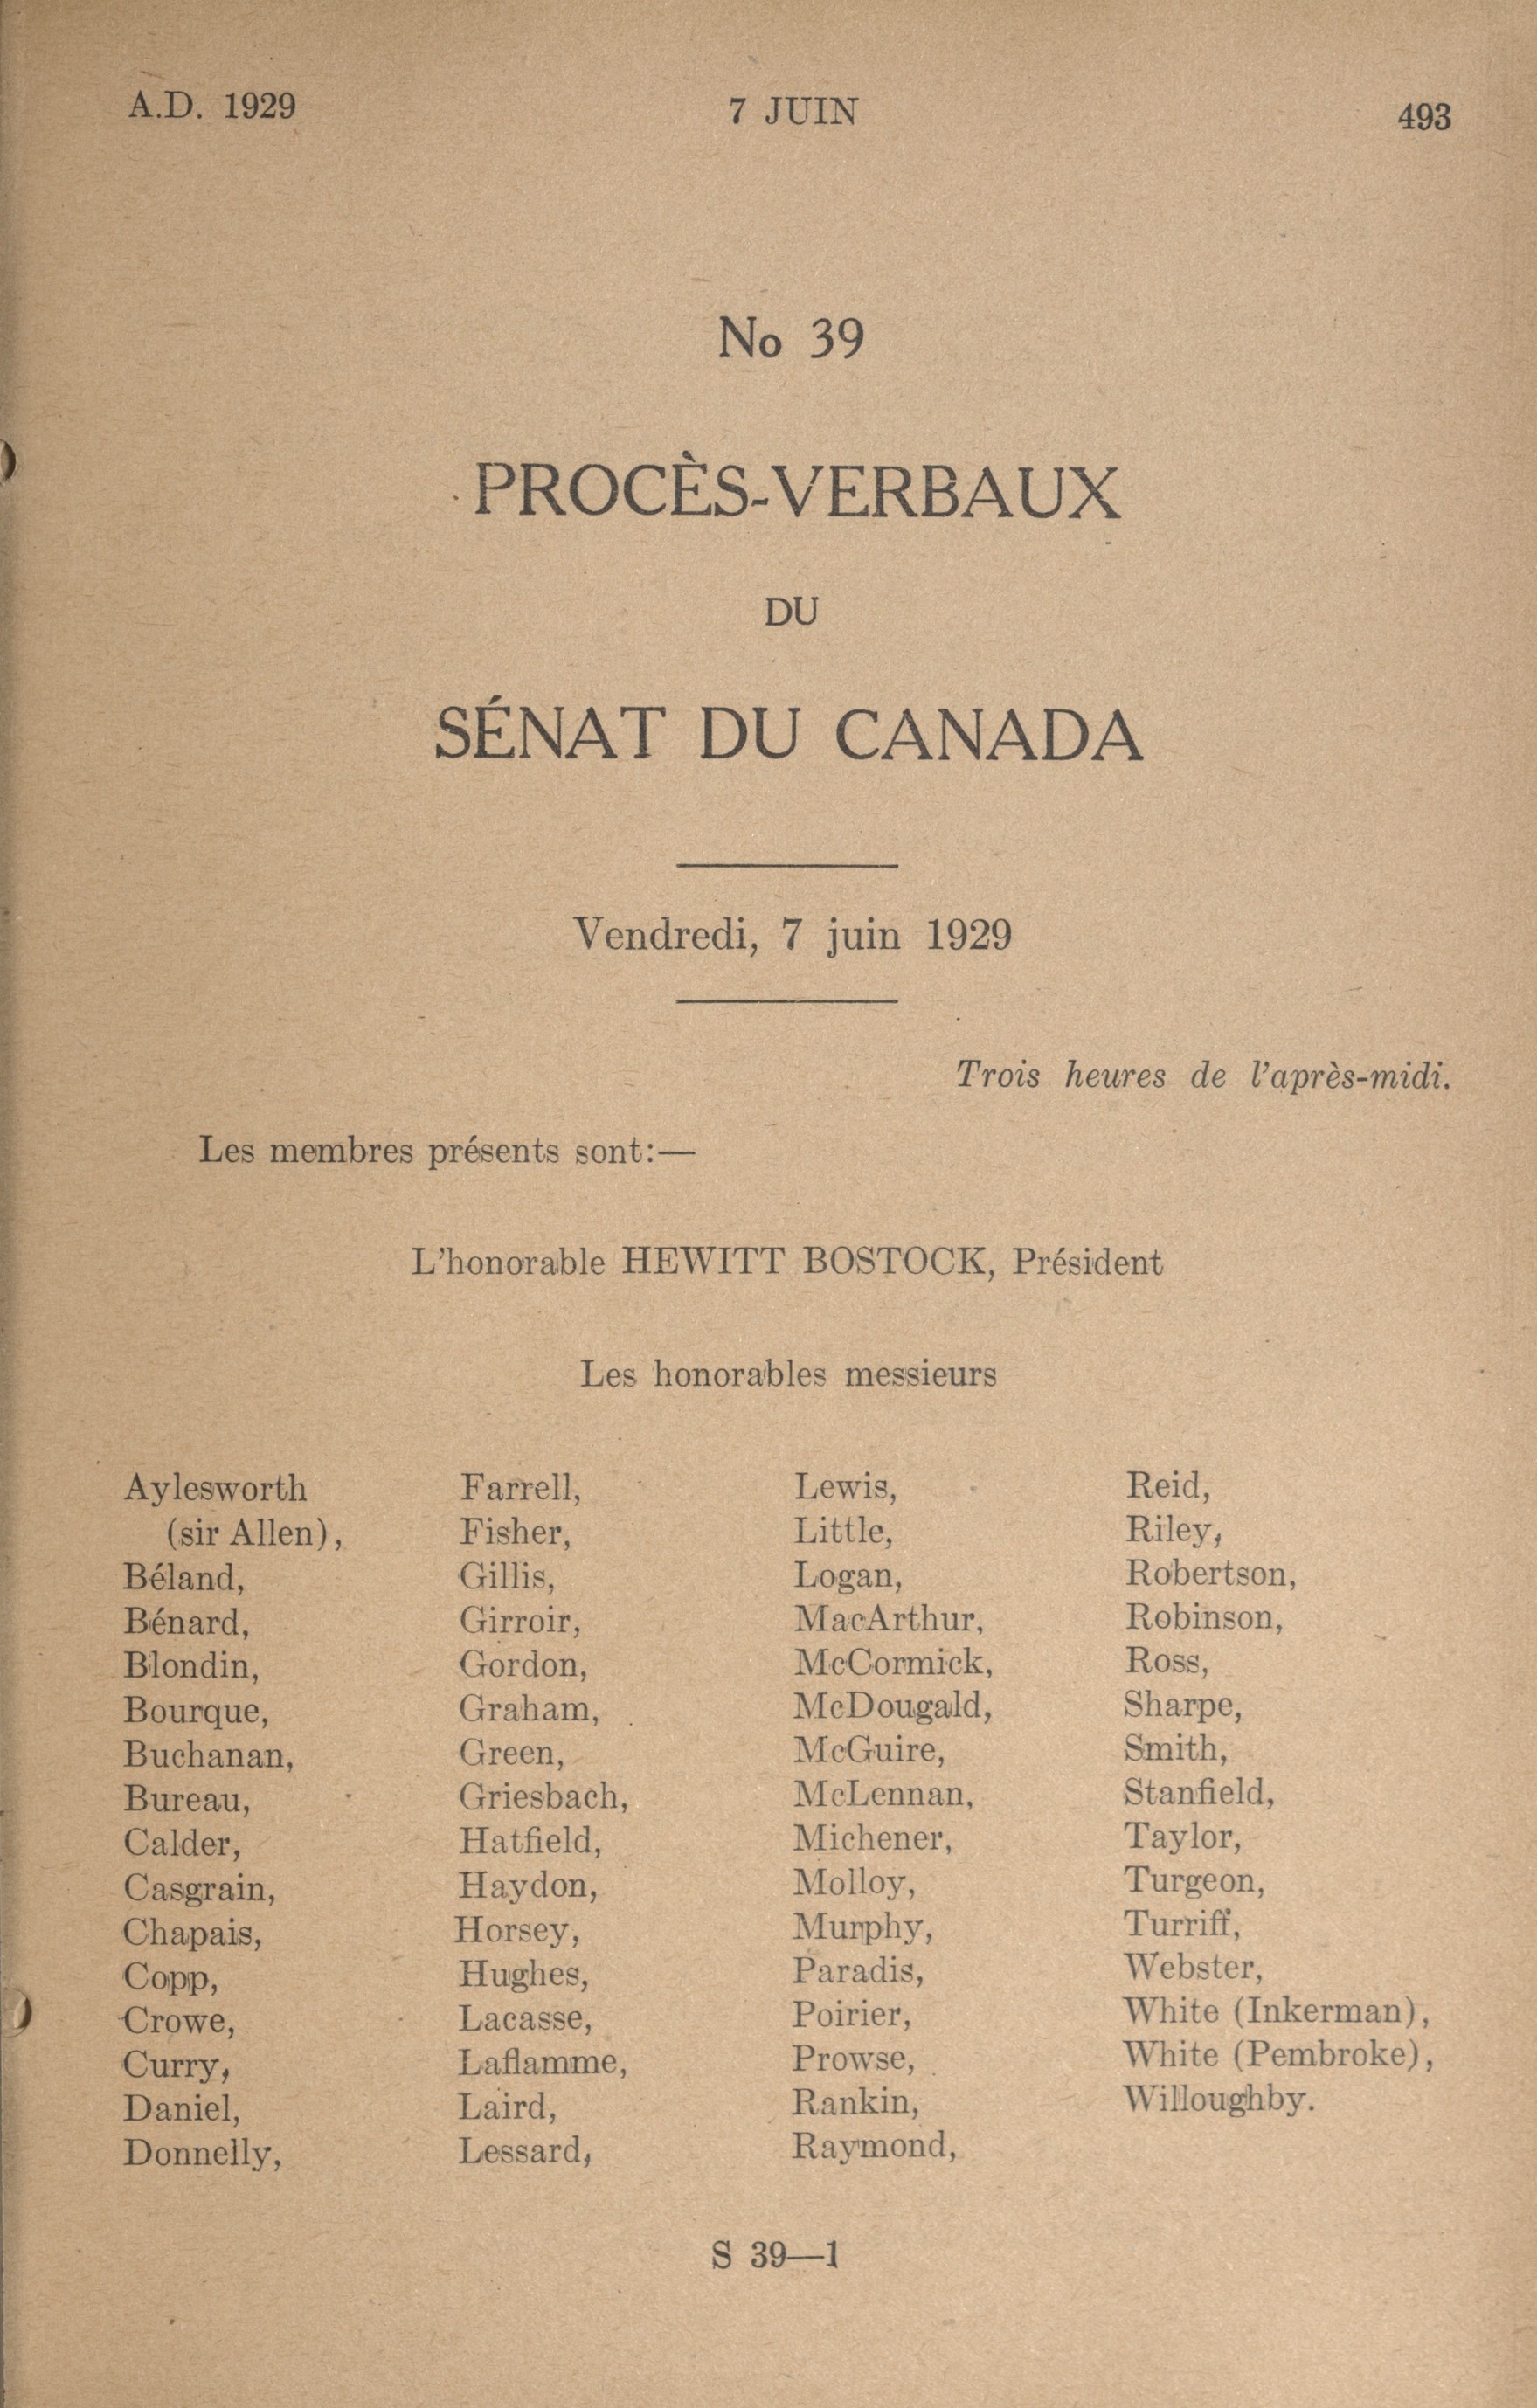 A.D. 1929
7 JUIN
493
No 39
PROCÈS-VERBAUX
DU
SÉNAT DU CANADA
Vendredi, 7 juin 1929
Trois heures de l'après-midi.
Les membres présents sont:—
L'honorable HEWITT BOSTOCK, Président
Les honorables messieurs
Aylesworth
(sir Allen),
Béland,
Bénard,
Blondin,
Bourque,
Buchanan,
Bureau,
Calder,
Casgrain,
Chapais,
Copp,
Crowe,
Curry,
Daniel,
Donnelly,
Farrell,
Fisher,
Gillis,
Girroir,
Gordon,
Graham,
Green,
Griesbach,
Hatfield,
Haydon,
Horsey,
Hughes,
Lacasse,
Laflamme,
Laird,
Lessard,
Lewis,
Little,
Logan,
MacArthur,
McCormick,
McDougald,
McGuire,
McLennan,
Michener,
Molloy,
Murphy,
Paradis,
Poirier,
Prowse,
Rankin,
Raymond,
Reid,
Riley,
Robertson,
Robinson,
Ross,
Sharpe,
Smith,
Stanfield,
Taylor,
Turgeon,
Turriff,
Webster,
White (Inkerman),
White (Pembroke),
Willoughby.
S 39—1